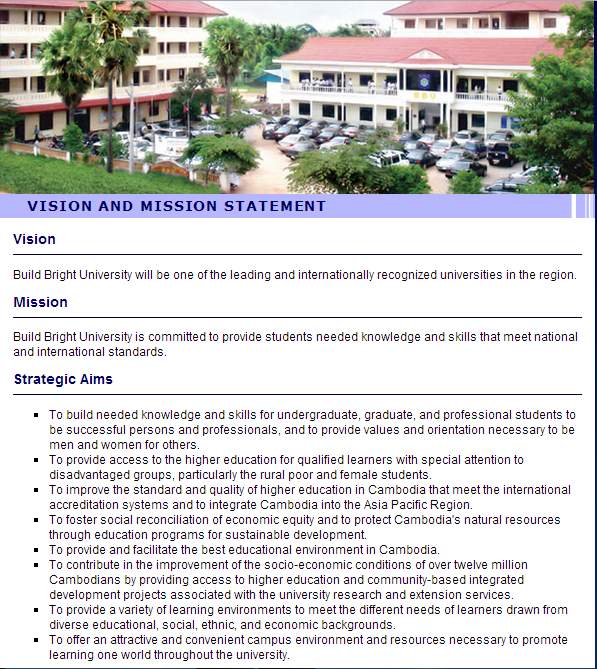 BBU
VISION AND MISSION STATEMENT
Vision
Build Bright University will be one of the leading and internationally recognized universities in the region.
Mission
Build Bright University is committed to provide students needed knowledge and skills that meet national
and international standards.
Strategic Aims
To build needed knowledge and skills for undergraduate, graduate, and professional students to
be successful persons and professionals, and to provide values and orientation necessary to be
men and women for others.
To provide access to the higher education for qualified learners with special attention to
disadvantaged groups, particularly the rural poor and female students.
To improve the standard and quality of higher education in Cambodia that meet the international
accreditation systems and to integrate Cambodia into the Asia Pacific Region.
To foster social reconciliation of economic equity and to protect Cambodia's natural resources
through education programs for sustainable development.
To provide and facilitate the best educational environment in Cambodia.
To contribute in the improvement of the socio-economic conditions of over twelve million
Cambodians by providing access to higher education and community-based integrated
development projects associated with the university research and extension services.
To provide a variety of learning environments to meet the different needs of learners drawn from
diverse educational, social, ethnic, and economic backgrounds.
To offer an attractive and convenient campus environment and resources necessary to promote
learning one world throughout the university.